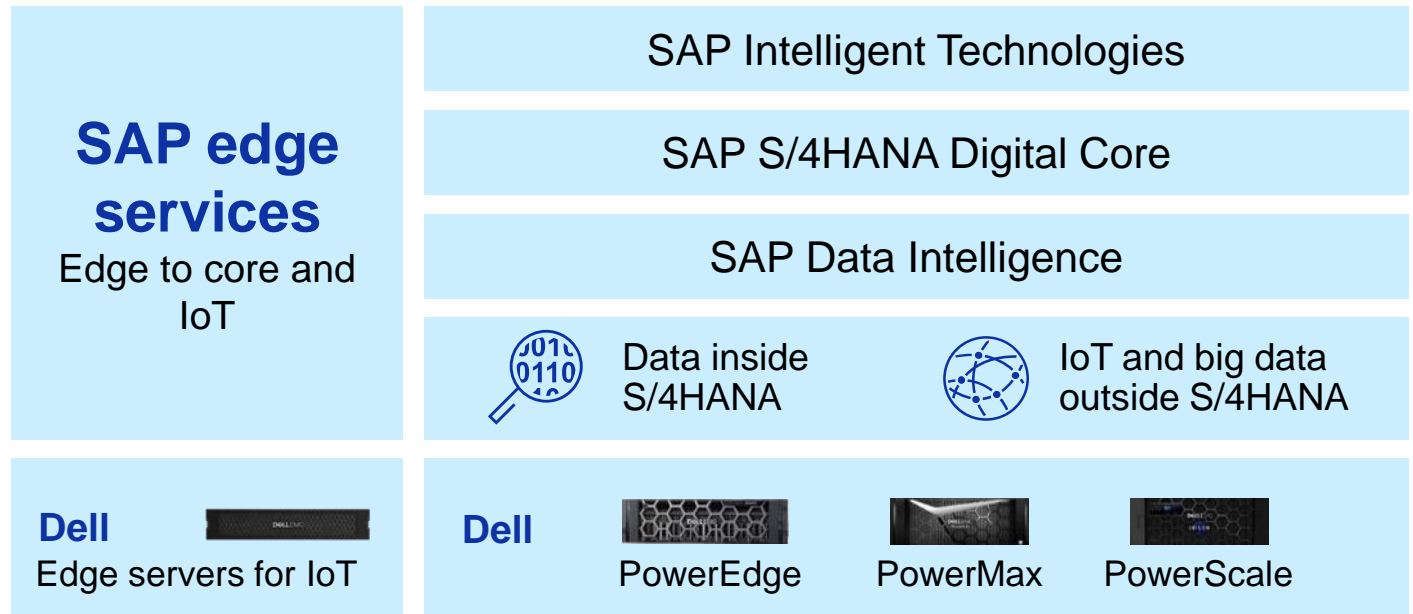 SAP edge
services
Edge to core and
IoT
SAP Intelligent Technologies
SAP S/4HANA Digital Core
SAP Data Intelligence
Data inside
S/4HANA
IoT and big data
outside S/4HANA
Dell
Edge servers for IoT
Dell
PowerEdge
PowerMax
PowerScale